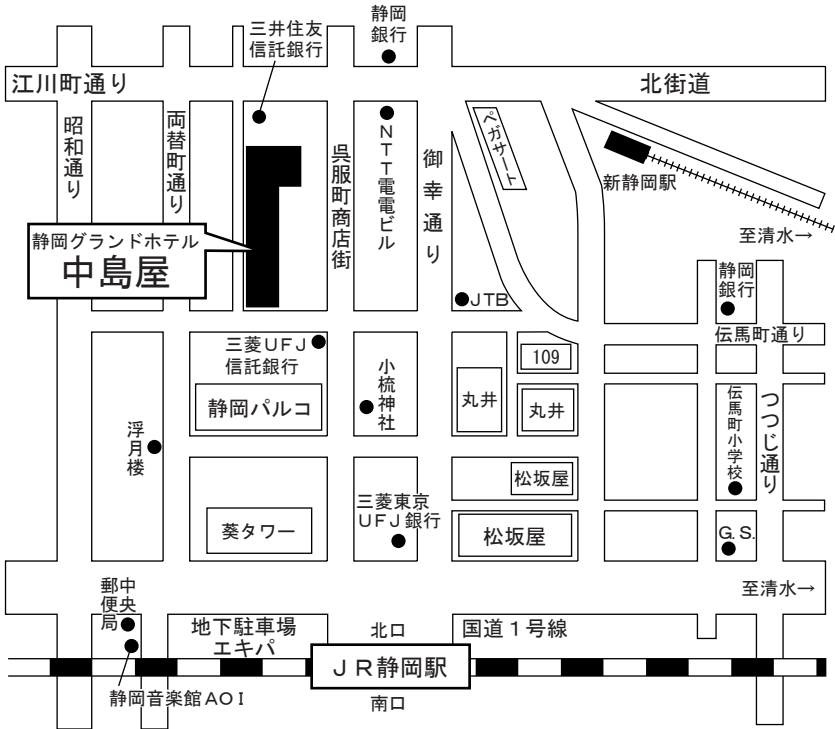 三井住友
信託銀行
静岡
銀行
江川町通り
北街道
昭和通り
両替町通り
呉服町商店街
NTT電電ビル
御幸通り
ペガサート
新静岡駅
至清水→
静岡グランドホテル
中島屋
JTB
静岡
銀行
伝馬町通り
三菱UFJ
信託銀行
静岡パルコ
小梳
神社
丸井
109
丸井
伝馬町小学校
つつじ通り
浮月楼
松坂屋
葵タワー
三菱東京
UFJ銀行
松坂屋
G.S.
至清水→
中央
郵便局
地下駐車場
エキパ
北口
国道1号線
JR静岡駅
静岡音楽館AOI
南口